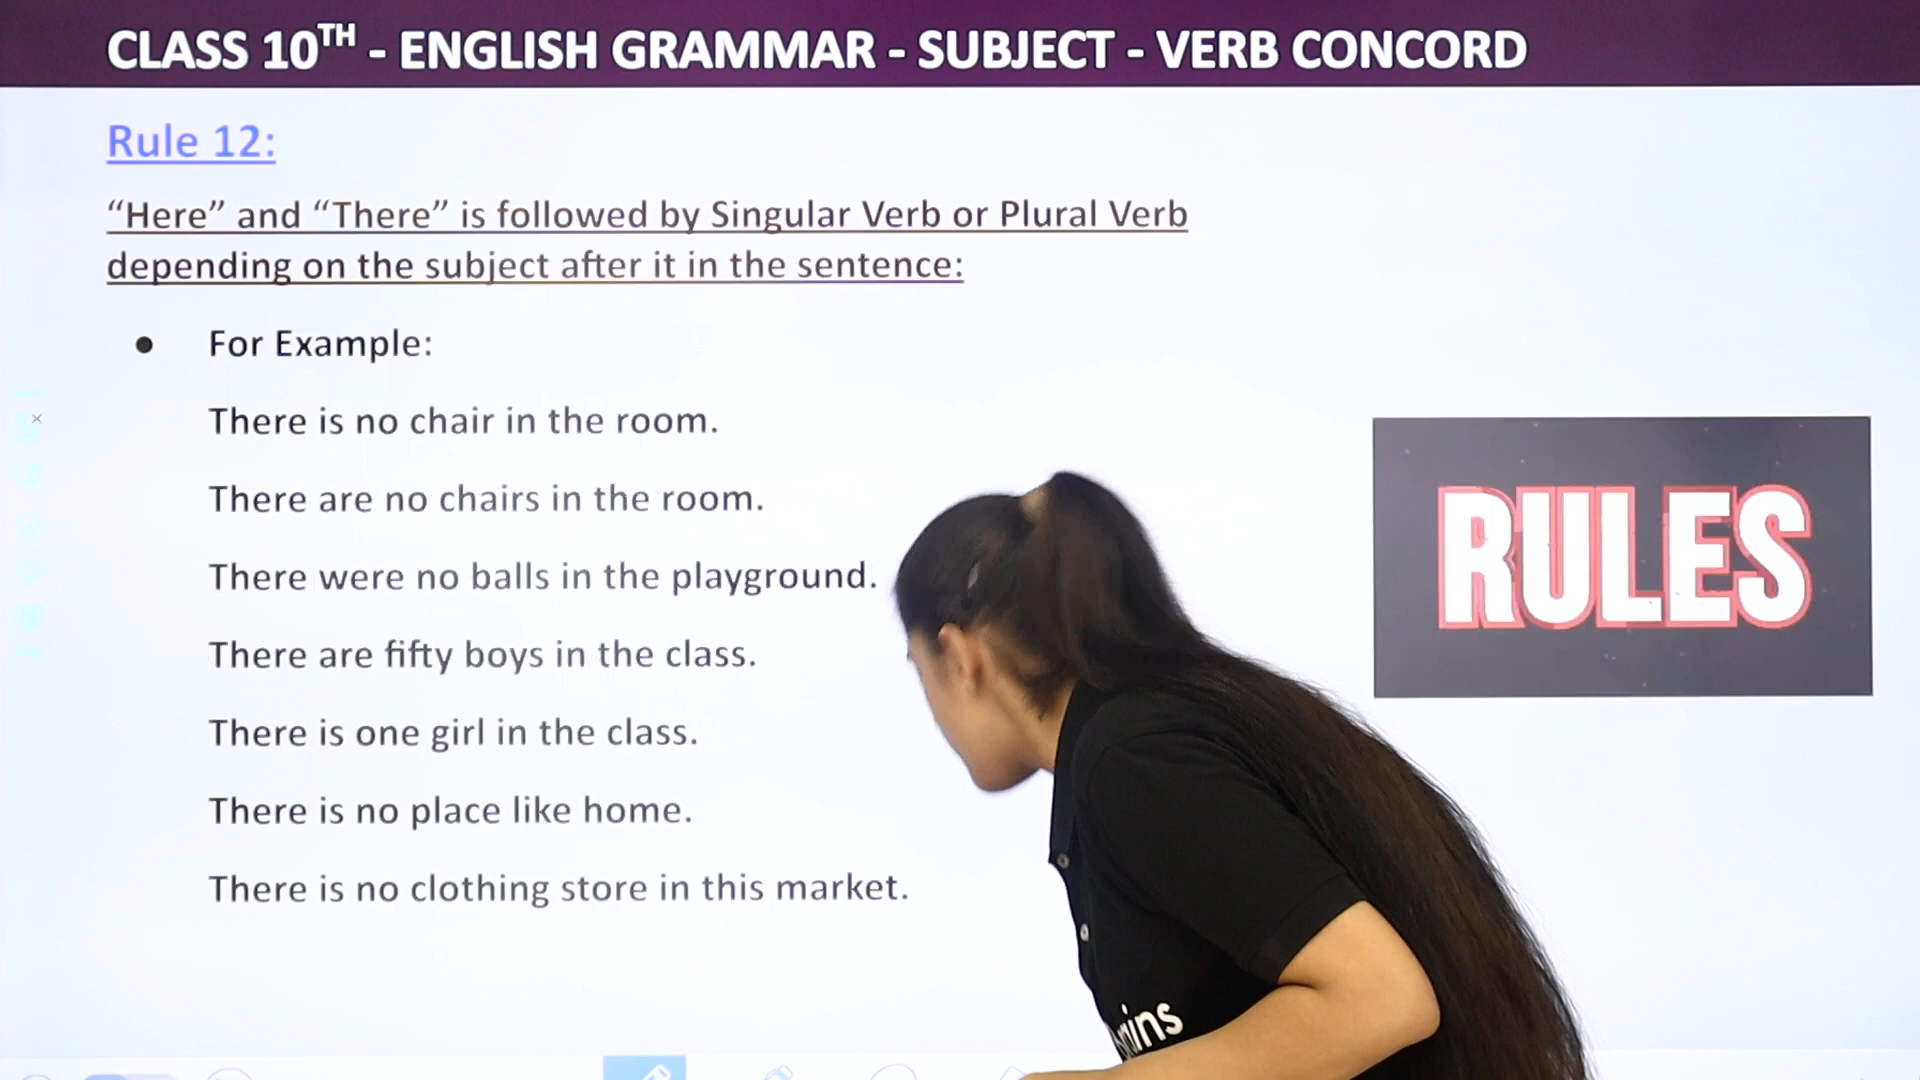 CLASS 10TH - ENGLISH GRAMMAR - SUBJECT - VERB CONCORD
Rule 12:
“Here” and “There” is followed by Singular Verb or Plural Verb
depending on the subject after it in the sentence:
● For Example:
There is no chair in the room.
There are no chairs in the room.
There were no balls in the playground.
There are fifty boys in the class.
There is one girl in the class.
There is no place like home.
There is no clothing store in this market.
RULES